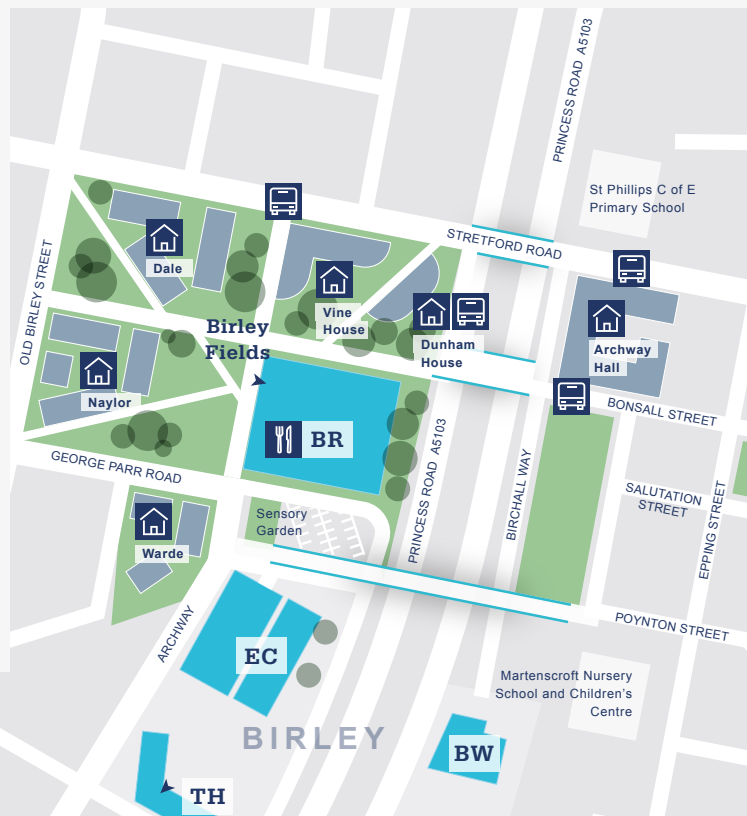 PRINCESS ROAD A5103
St Phillips C of E
Primary School
STRETFORD ROAD
OLD BIRLEY STREET
Dale
Vine
House
Birley
Fields
Dunham
House
Archway
Hall
Naylor
BONSALL STREET
BR
GEORGE PARR ROAD
PRINCESS ROAD A5103
BIRCHALL WAY
SALUTATION
STREET
EPPING STREET
Sensory
Garden
Warde
ARCHWAY
POYNTON STREET
EC
Martenscroft Nursery
School and Children's
Centre
BIRLEY
BW
TH